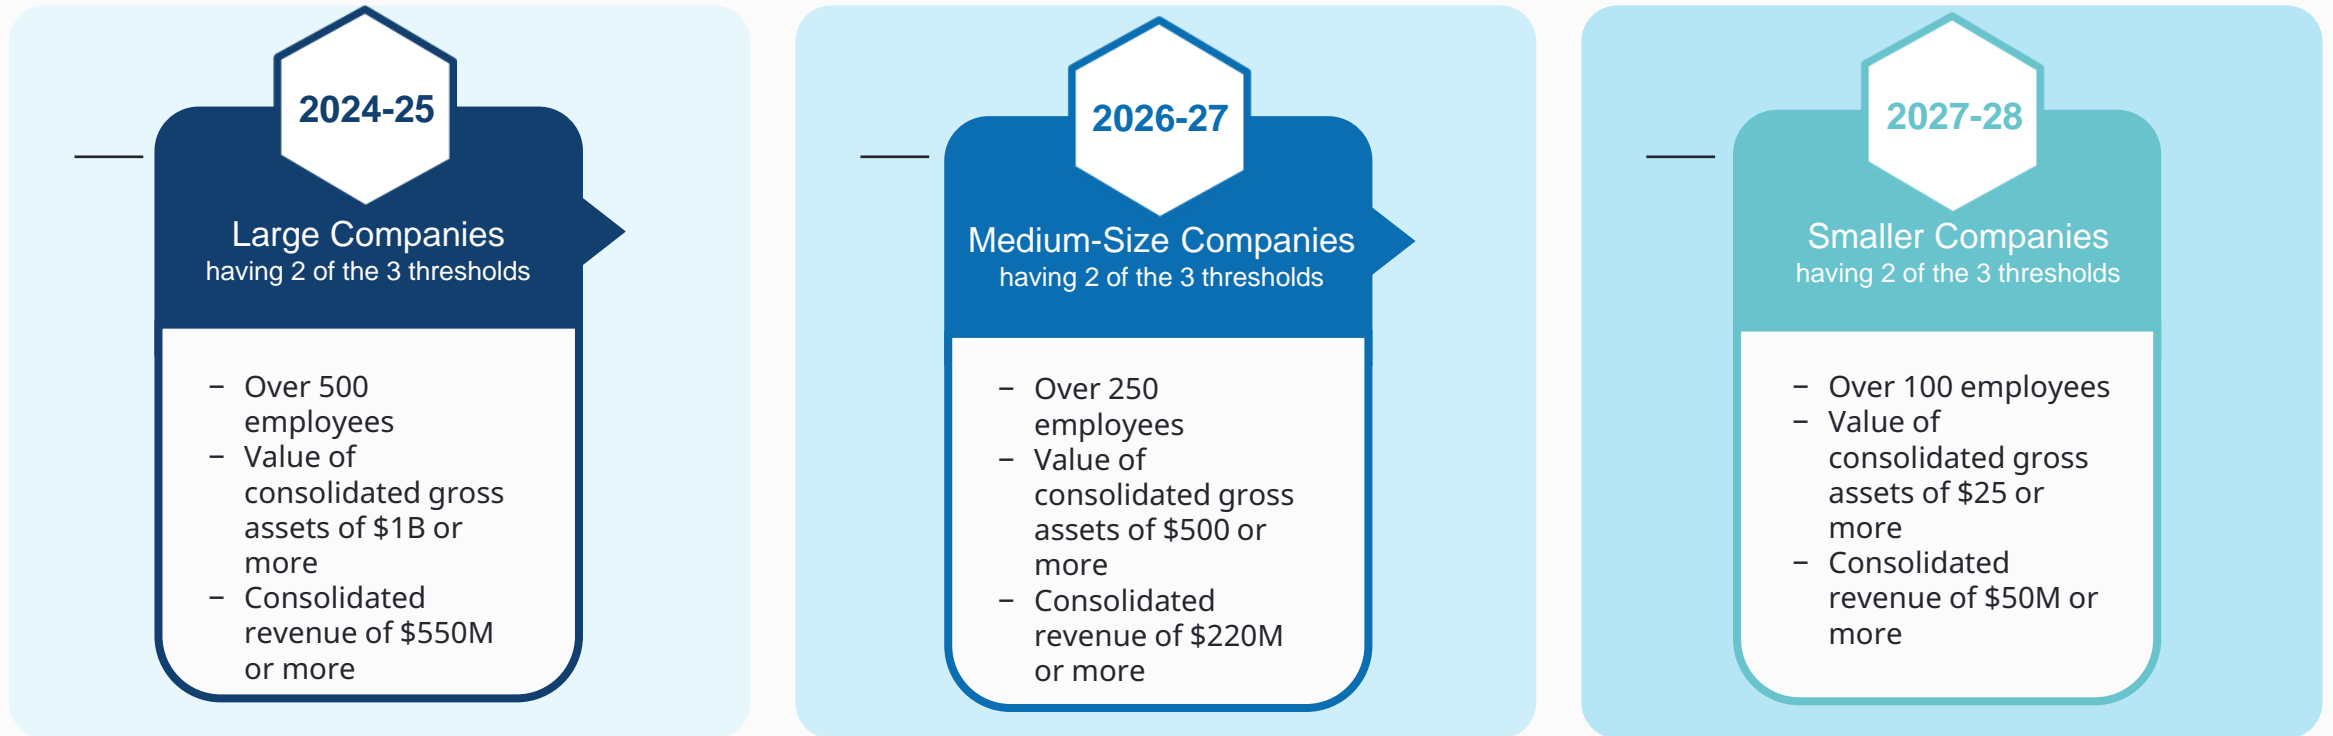 2024-25
Large Companies
having 2 of the 3 thresholds
– Over 500
employees
– Value of
consolidated gross
assets of $1B or
more
– Consolidated
revenue of $550M
or more
2026-27
Medium-Size Companies
having 2 of the 3 thresholds
– Over 250
employees
– Value of
consolidated gross
assets of $500 or
more
– Consolidated
revenue of $220M
or more
2027-28
Smaller Companies
having 2 of the 3 thresholds
– Over 100 employees
– Value of
consolidated gross
assets of $25 or
more
– Consolidated
revenue of $50M or
more